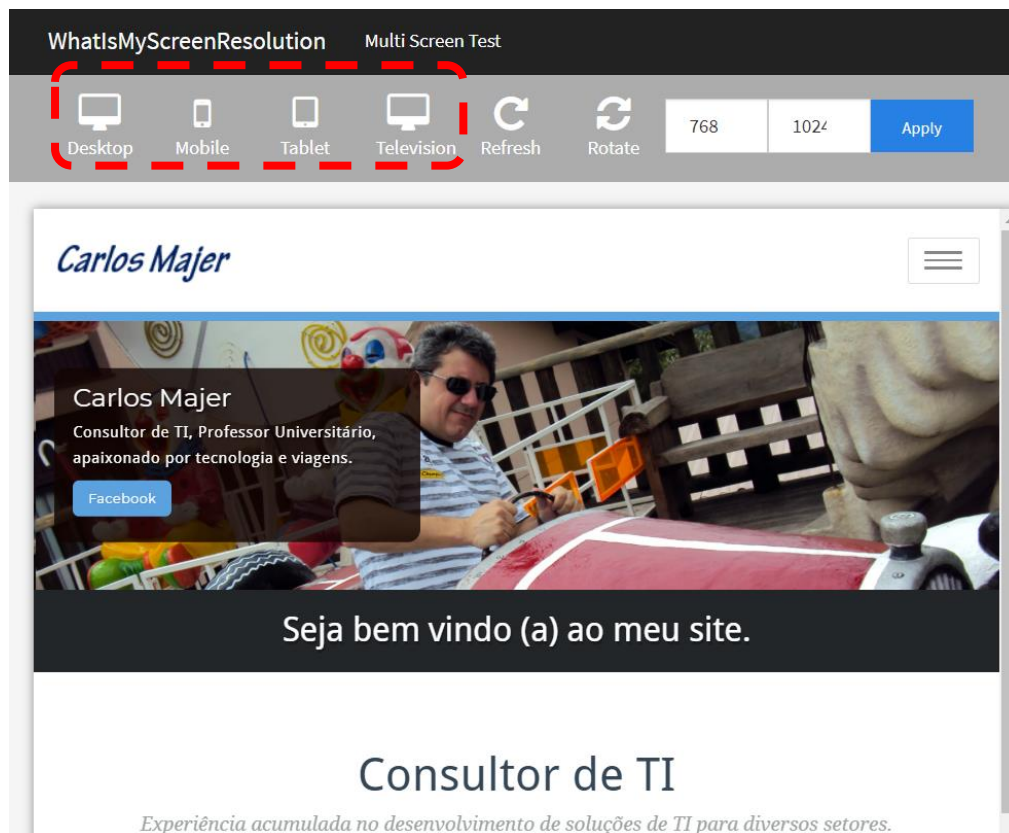 WhatIsMyScreenResolution Multi Screen Test
Desktop Mobile Tablet Television Refresh Rotate 768 1024 Apply
Carlos Majer
Carlos Majer
Consultor de TI, Professor Universitário,
apaixonado por tecnologia e viagens.
Facebook
Seja bem vindo (a) ao meu site.
Consultor de TI
Experiência acumulada no desenvolvimento de soluções de TI para diversos setores.